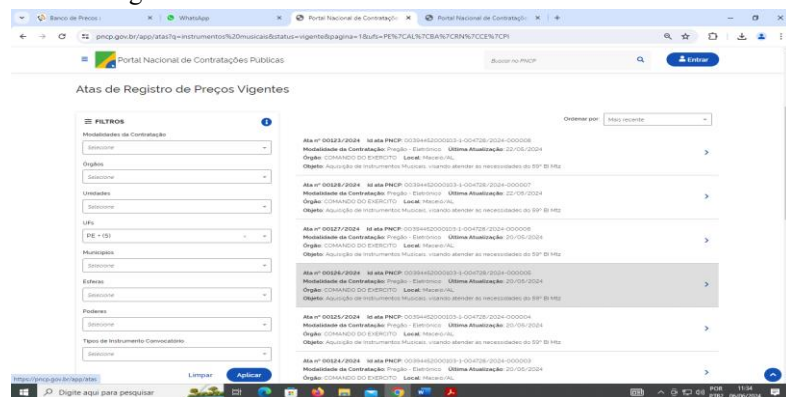 Banco de Precos :
WhatsApp
Portal Nacional de Contrataçõ
Portal Nacional de Contrataçõ
pncp.gov.br/app/atas?q=instrumentos%20musicais&status=vigente&pagina=1&ufs=PE%7CAL%7CBA%7CRN%7CCE%7CPI
Portal Nacional de Contratações Públicas
Buscar no PNCP
Entrar
Atas de Registro de Preços Vigentes
FILTROS
Ordenar por: Mais recente
Modalidades da Contratação
Selecione
Órgãos
Selecione
Unidades
Selecione
UFs
PE + (5)
Municípios
Selecione
Esferas
Selecione
Poderes
Selecione
Tipos de Instrumento Convocatório
Selecione
Limpar
Aplicar
Ata nº 00123/2024 Id ata PNCP: 00394452000103-1-004728/2024-000008
Modalidade da Contratação: Pregão - Eletrônico Última Atualização: 22/05/2024
Órgão: COMANDO DO EXERCITO Local: Maceió/AL
Objeto: Aquisição de Instrumentos Musicais, visando atender as necessidades do 59º BI Mtz
Ata nº 00128/2024 Id ata PNCP: 00394452000103-1-004728/2024-000007
Modalidade da Contratação: Pregão - Eletrônico Última Atualização: 22/05/2024
Órgão: COMANDO DO EXERCITO Local: Maceió/AL
Objeto: Aquisição de Instrumentos Musicais, visando atender as necessidades do 59º BI Mtz
Ata nº 00127/2024 Id ata PNCP: 00394452000103-1-004728/2024-000006
Modalidade da Contratação: Pregão - Eletrônico Última Atualização: 20/05/2024
Órgão: COMANDO DO EXERCITO Local: Maceió/AL
Objeto: Aquisição de Instrumentos Musicais, visando atender as necessidades do 59º BI Mtz
Ata nº 00126/2024 Id ata PNCP: 00394452000103-1-004728/2024-000005
Modalidade da Contratação: Pregão - Eletrônico Última Atualização: 20/05/2024
Órgão: COMANDO DO EXERCITO Local: Maceió/AL
Objeto: Aquisição de Instrumentos Musicais, visando atender as necessidades do 59º BI Mtz
Ata nº 00125/2024 Id ata PNCP: 00394452000103-1-004728/2024-000004
Modalidade da Contratação: Pregão - Eletrônico Última Atualização: 20/05/2024
Órgão: COMANDO DO EXERCITO Local: Maceió/AL
Objeto: Aquisição de Instrumentos Musicais, visando atender as necessidades do 59º BI Mtz
Ata nº 00124/2024 Id ata PNCP: 00394452000103-1-004728/2024-000003
Modalidade da Contratação: Pregão - Eletrônico Última Atualização: 20/05/2024
Órgão: COMANDO DO EXERCITO Local: Maceió/AL
https://pncp.gov.br/app/atas
Digite aqui para pesquisar
POR 11:54
PTB2 06/06/2024